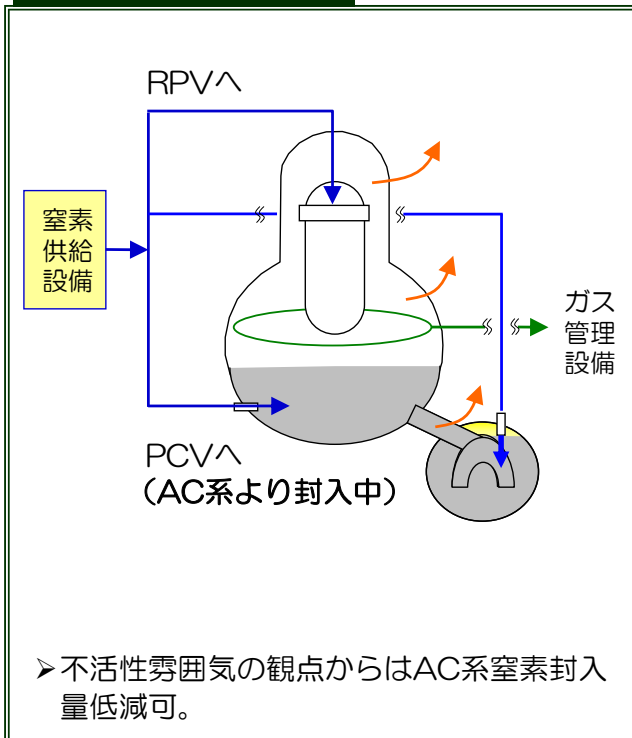 RPVへ
窒素
供給
設備
ガス
管理
設備
PCVへ
（AC系より封入中）
➢不活性雰囲気の観点からはAC系窒素封入
量低減可。